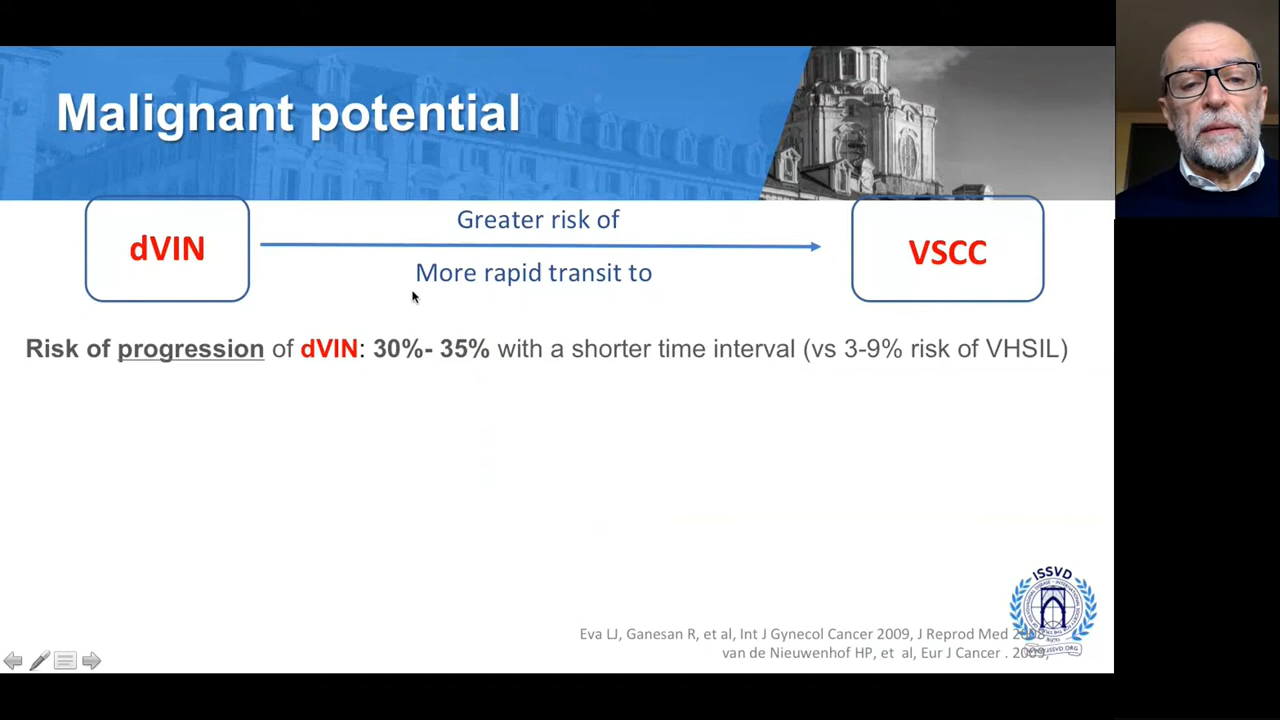 Malignant potential
dVIN
Greater risk of
More rapid transit to
VSCC
Risk of progression of dVIN: 30%- 35% with a shorter time interval (vs 3-9% risk of VHSIL)
ISSVD
Eva LJ, Ganesan R, et al, Int J Gynecol Cancer 2009, J Reprod Med
van de Nieuwenhof HP, et al, Eur J Cancer . 2009,